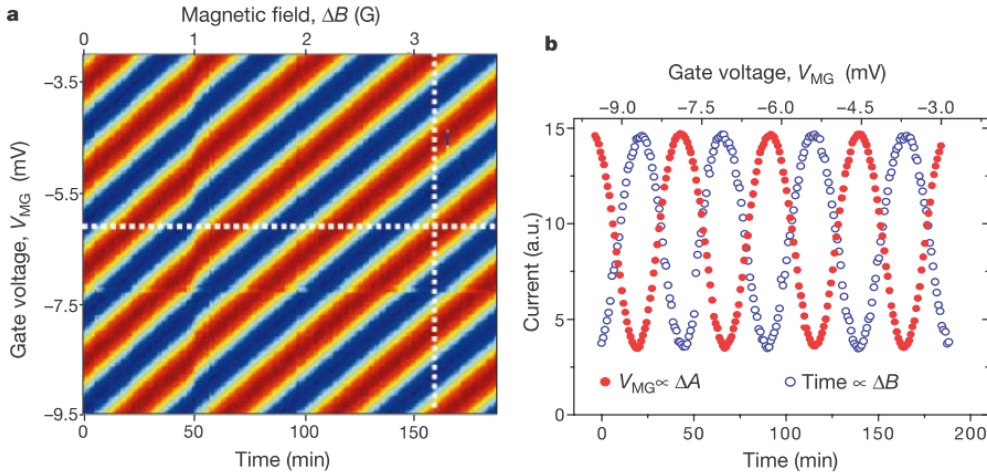 a
Magnetic field, ΔB (G)
0 1 2 3
Gate voltage, V_MG (mV)
−3.5
−5.5
−7.5
−9.5
0 50 100 150
Time (min)
b
Gate voltage, V_MG (mV)
−9.0 −7.5 −6.0 −4.5 −3.0
Current (a.u.)
15
10
5
0
V_MG ∝ ΔA
Time ∝ ΔB
0 50 100 150 200
Time (min)